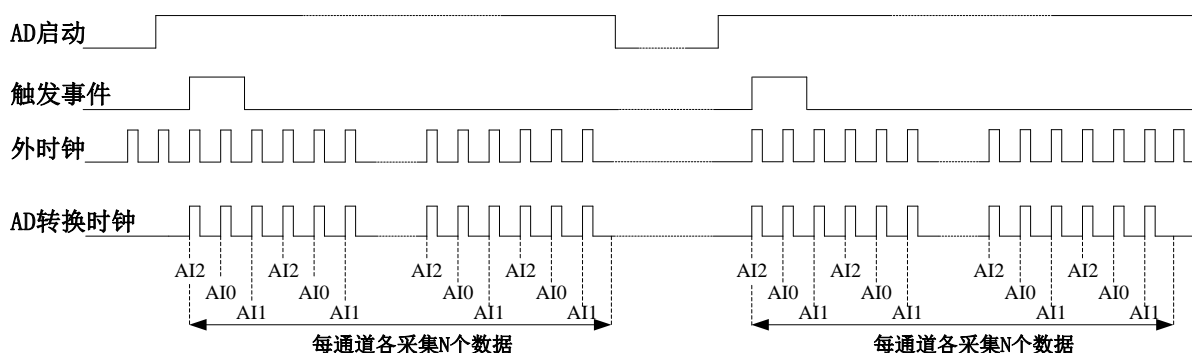 AD启动
触发事件
外时钟
AD转换时钟
AI2 AI2 AI2 AI2 AI2 AI2 AI2 AI2
AI0 AI0 AI0 AI0 AI0 AI0 AI0 AI0
AI1 AI1 AI1 AI1 AI1 AI1 AI1 AI1
每通道各采集N个数据 每通道各采集N个数据